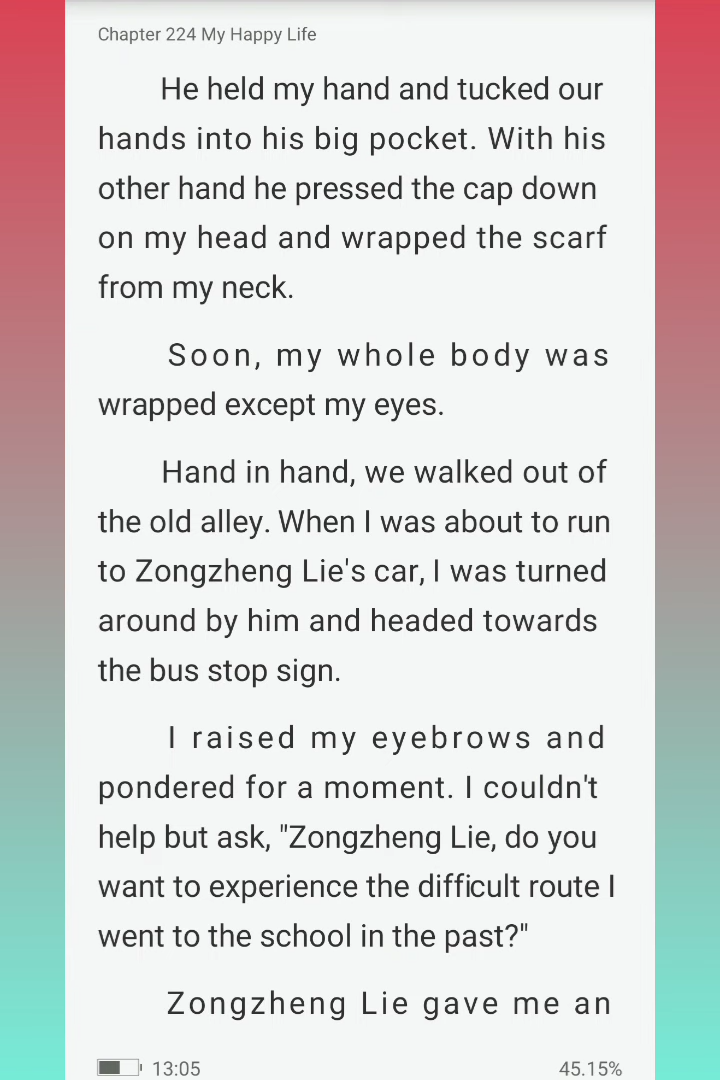 Chapter 224 My Happy Life
He held my hand and tucked our
hands into his big pocket. With his
other hand he pressed the cap down
on my head and wrapped the scarf
from my neck.
Soon, my whole body was
wrapped except my eyes.
Hand in hand, we walked out of
the old alley. When I was about to run
to Zongzheng Lie's car, I was turned
around by him and headed towards
the bus stop sign.
I raised my eyebrows and
pondered for a moment. I couldn't
help but ask, "Zongzheng Lie, do you
want to experience the difficult route I
went to the school in the past?"
Zongzheng Lie gave me an
13:05 45.15%